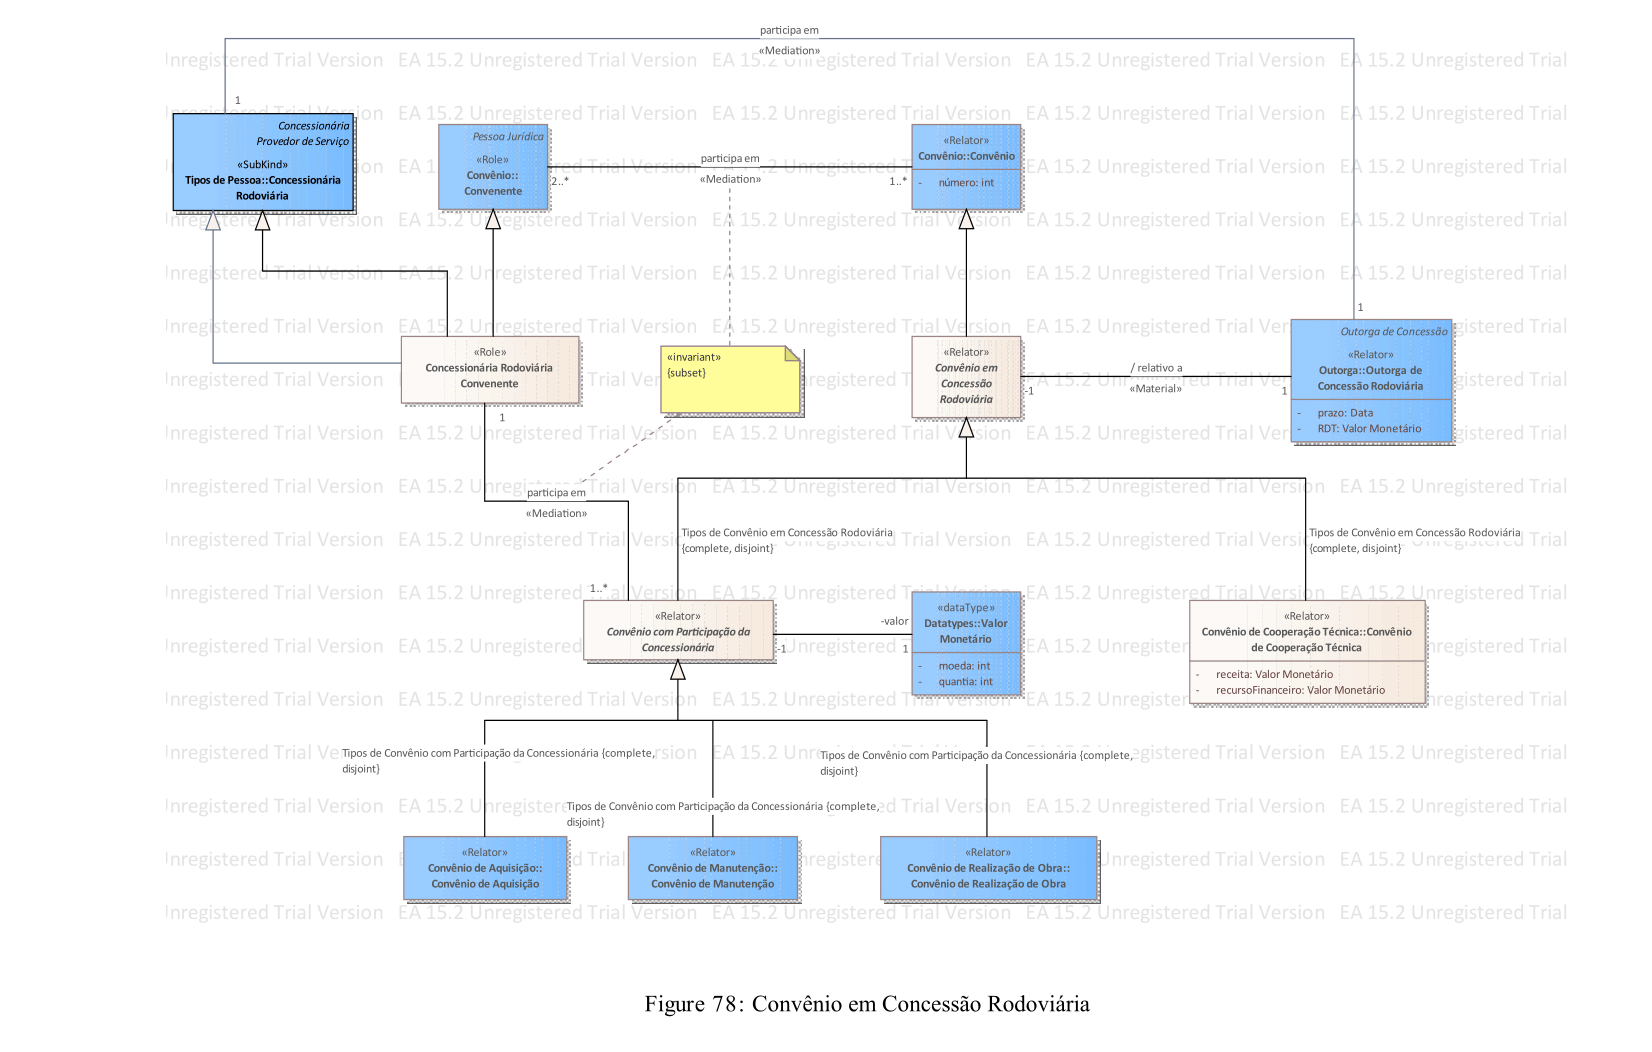 participa em
«Mediation»
1
Concessionária
Provedor de Serviço
«SubKind»
Tipos de Pessoa::Concessionária
Rodoviária
Pessoa Jurídica
«Role»
Convênio::
Convenente
2..*
participa em
«Mediation»
1..*
«Relator»
Convênio::Convênio
- número: int
1
Outorga de Concessão
«Relator»
Outorga::Outorga de
Concessão Rodoviária
- prazo: Data
- RDT: Valor Monetário
«Role»
Concessionária Rodoviária
Convenente
1
«invariant»
{subset}
«Relator»
Convênio em
Concessão
Rodoviária
-1
/ relativo a
«Material»
1
participa em
«Mediation»
1..*
Tipos de Convênio em Concessão Rodoviária
{complete, disjoint}
Tipos de Convênio em Concessão Rodoviária
{complete, disjoint}
«Relator»
Convênio com Participação da
Concessionária
-1
-valor
1
«dataType»
Datatypes::Valor
Monetário
- moeda: int
- quantia: int
«Relator»
Convênio de Cooperação Técnica::Convênio
de Cooperação Técnica
- receita: Valor Monetário
- recursoFinanceiro: Valor Monetário
Tipos de Convênio com Participação da Concessionária {complete,
disjoint}
Tipos de Convênio com Participação da Concessionária {complete,
disjoint}
Tipos de Convênio com Participação da Concessionária {complete,
disjoint}
«Relator»
Convênio de Aquisição::
Convênio de Aquisição
«Relator»
Convênio de Manutenção::
Convênio de Manutenção
«Relator»
Convênio de Realização de Obra::
Convênio de Realização de Obra
EA 15.2 Unregistered Trial Version
Figure 78: Convênio em Concessão Rodoviária